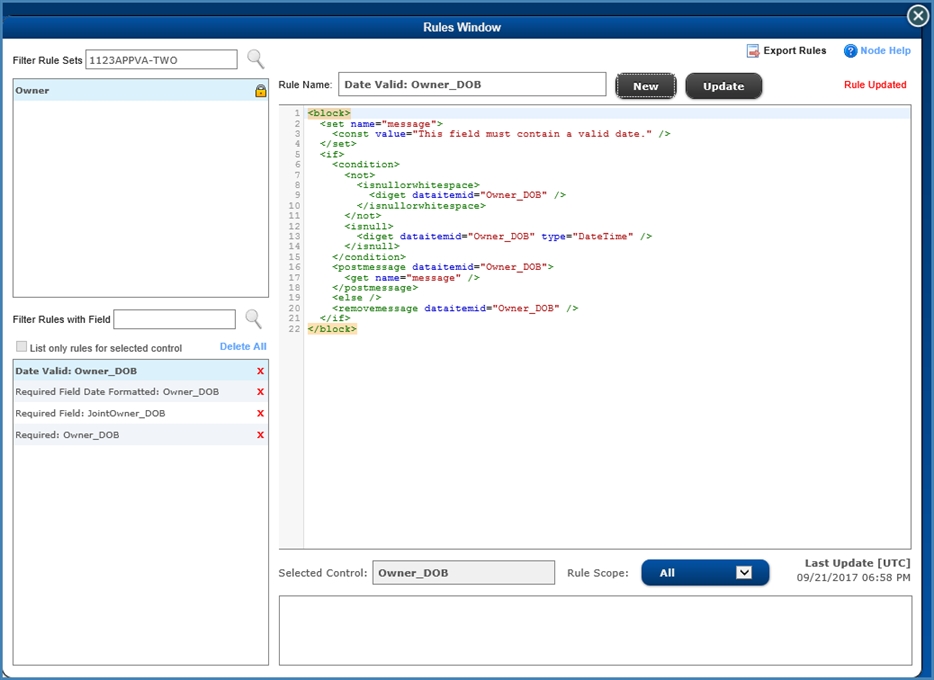 Rules Window
Filter Rule Sets 1123APPVA-TWO
Export Rules
Node Help
Owner
Rule Name: Date Valid: Owner_DOB
New
Update
Rule Updated
1 <block>
2 <set name="message">
3 <const value="This field must contain a valid date." />
4 </set>
5 <if>
6 <condition>
7 <not>
8 <isnullorwhitespace>
9 <diget dataitemid="Owner_DOB" />
10 </isnullorwhitespace>
11 </not>
12 <isnull>
13 <diget dataitemid="Owner_DOB" type="DateTime" />
14 </isnull>
15 </condition>
16 <postmessage dataitemid="Owner_DOB">
17 <get name="message" />
18 </postmessage>
19 <else />
20 <removemessage dataitemid="Owner_DOB" />
21 </if>
22 </block>
Filter Rules with Field
List only rules for selected control
Delete All
Date Valid: Owner_DOB X
Required Field Date Formatted: Owner_DOB X
Required Field: JointOwner_DOB X
Required: Owner_DOB X
Selected Control: Owner_DOB
Rule Scope: All
Last Update [UTC]
09/21/2017 06:58 PM